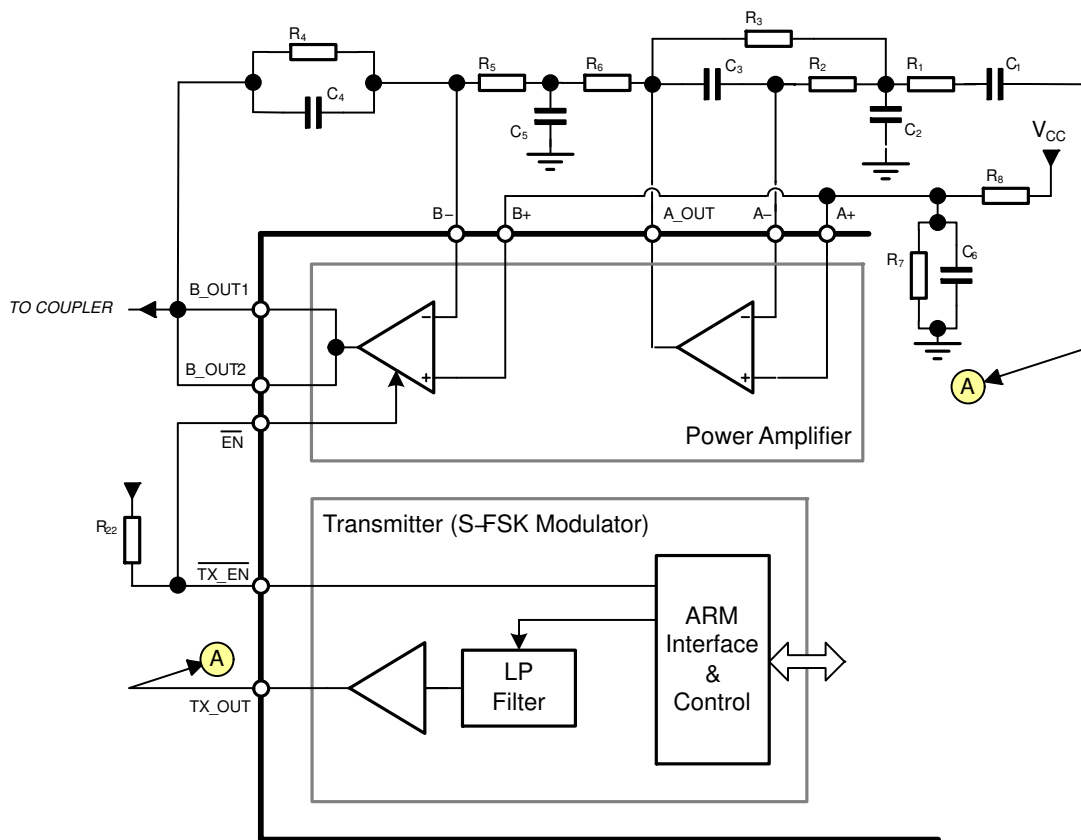 R3
R4
R5
R6
C3
R2
R1
C1
C4
C5
C2
VCC
R8
B−
B+
A_OUT
A−
A+
R7
C6
B_OUT1
TO COUPLER
−
−
B_OUT2
+
+
A
EN
Power Amplifier
Transmitter (S−FSK Modulator)
R22
TX_EN
ARM
Interface
&
Control
A
LP
Filter
TX_OUT